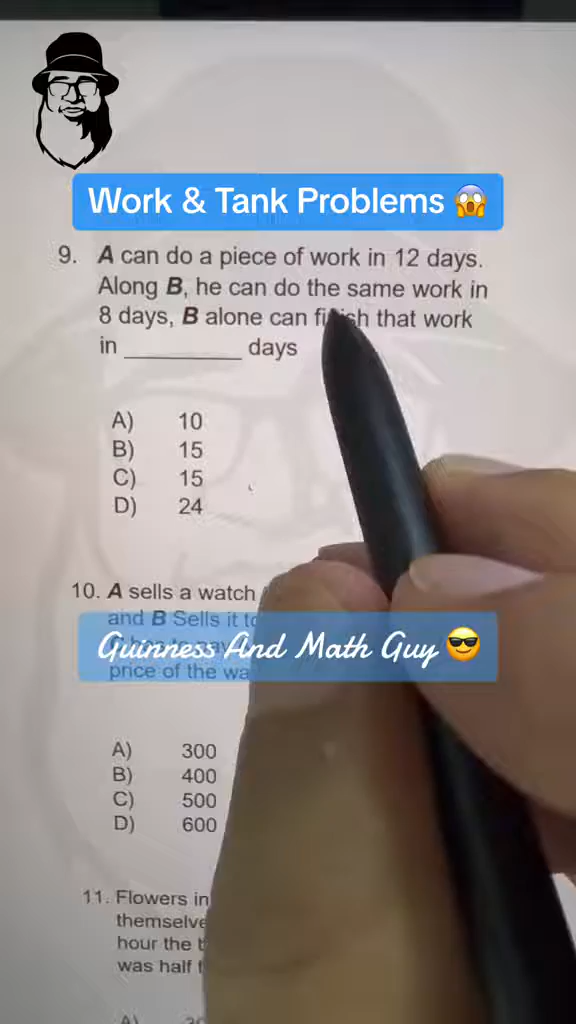 Work & Tank Problems 😱
9. A can do a piece of work in 12 days.
Along B, he can do the same work in
8 days, B alone can finish that work
in __________ days
A) 10
B) 15
C) 15
D) 24
10. A sells a watch
and B Sells it to
Guinness And Math Guy 😎
price of the wa
A) 300
B) 400
C) 500
D) 600
11. Flowers in
themselve
hour the t
was half t